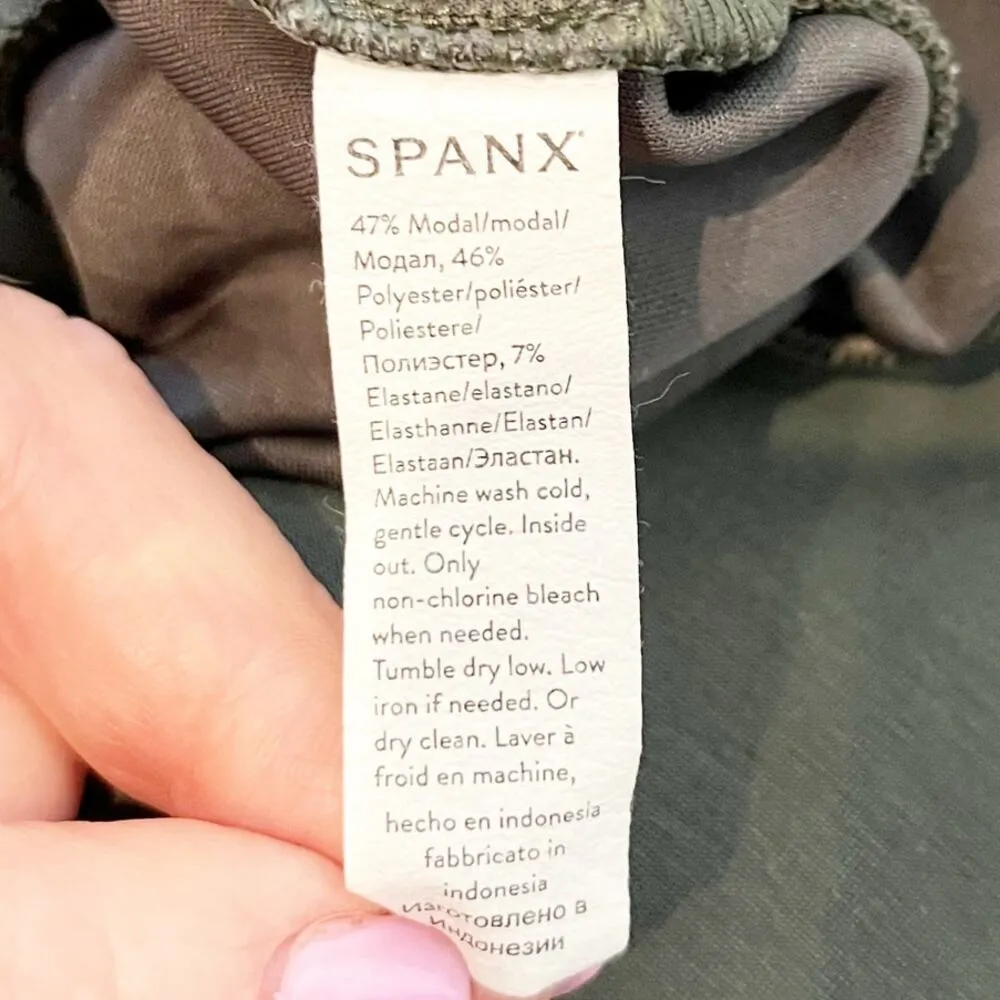 SPANX
47% Modal/modal/
Модал, 46%
Polyester/poliéster/
Poliestere/
Полиэстер, 7%
Elastane/elastano/
Elasthanne/Elastan/
Elastaan/Эластан.
Machine wash cold,
gentle cycle. Inside
out. Only
non-chlorine bleach
when needed.
Tumble dry low. Low
iron if needed. Or
dry clean. Laver à
froid en machine,
hecho en indonesia
fabbricato in
indonesia
изготовлено в
индонезии